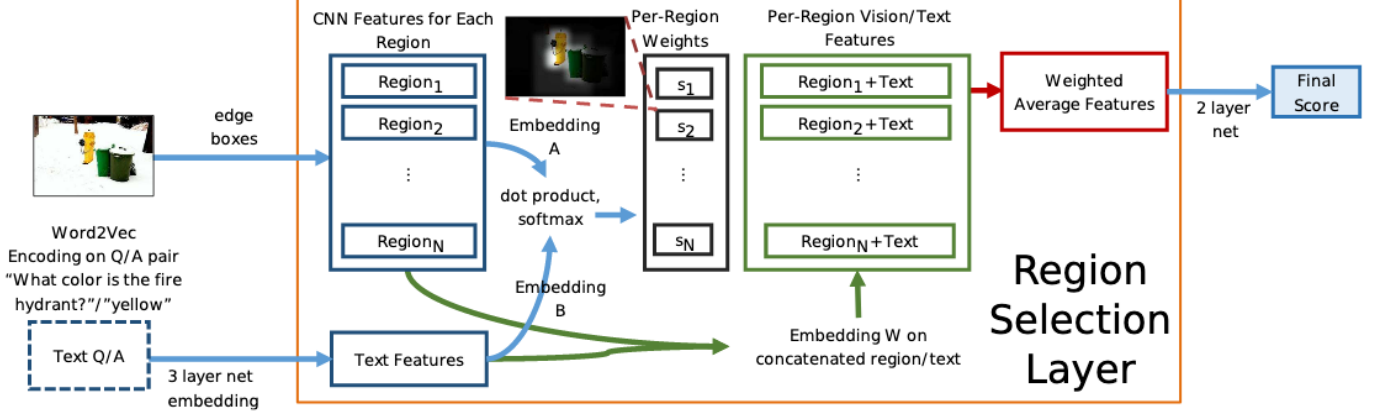 CNN Features for Each
Region
Region1
Region2
⋮
RegionN
edge
boxes
Word2Vec
Encoding on Q/A pair
“What color is the fire
hydrant?”/”yellow”
Text Q/A
3 layer net
embedding
Text Features
Embedding
A
dot product,
softmax
Embedding
B
Per-Region
Weights
s1
s2
⋮
sN
Per-Region Vision/Text
Features
Region1+Text
Region2+Text
⋮
RegionN+Text
Embedding W on
concatenated region/text
Weighted
Average Features
2 layer
net
Final
Score
Region
Selection
Layer